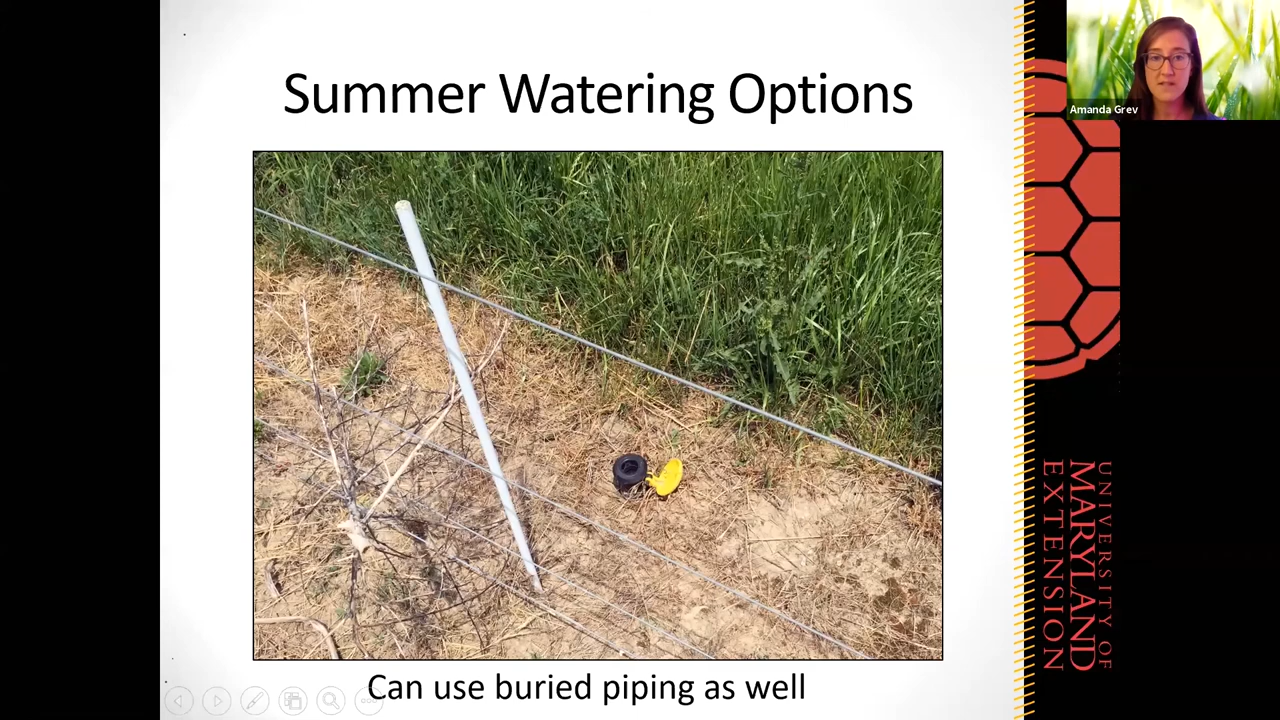 Summer Watering Options
Amanda Grev
Can use buried piping as well
UNIVERSITY OF
MARYLAND
EXTENSION